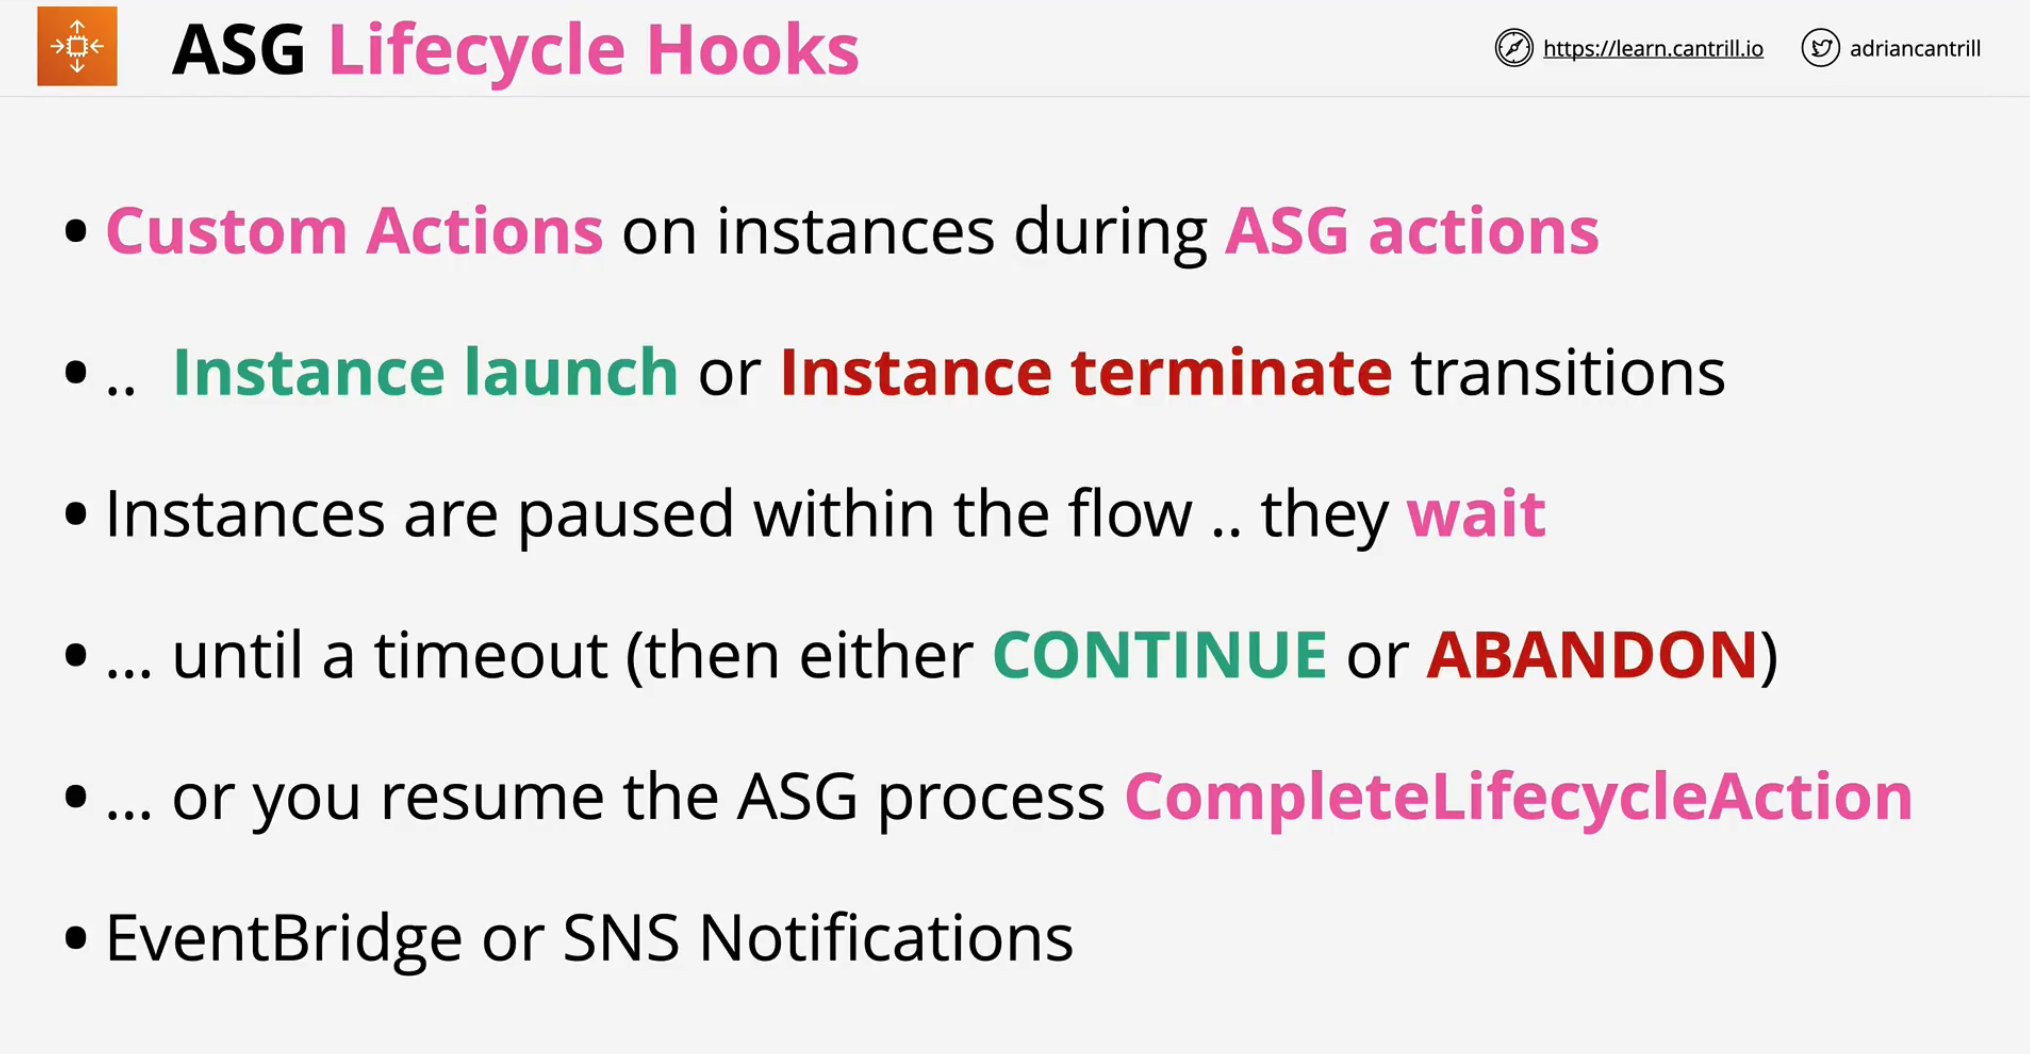 ASG Lifecycle Hooks
https://learn.cantrill.io
adriancantrill
• Custom Actions on instances during ASG actions
• .. Instance launch or Instance terminate transitions
• Instances are paused within the flow .. they wait
• ... until a timeout (then either CONTINUE or ABANDON)
• ... or you resume the ASG process CompleteLifecycleAction
• EventBridge or SNS Notifications